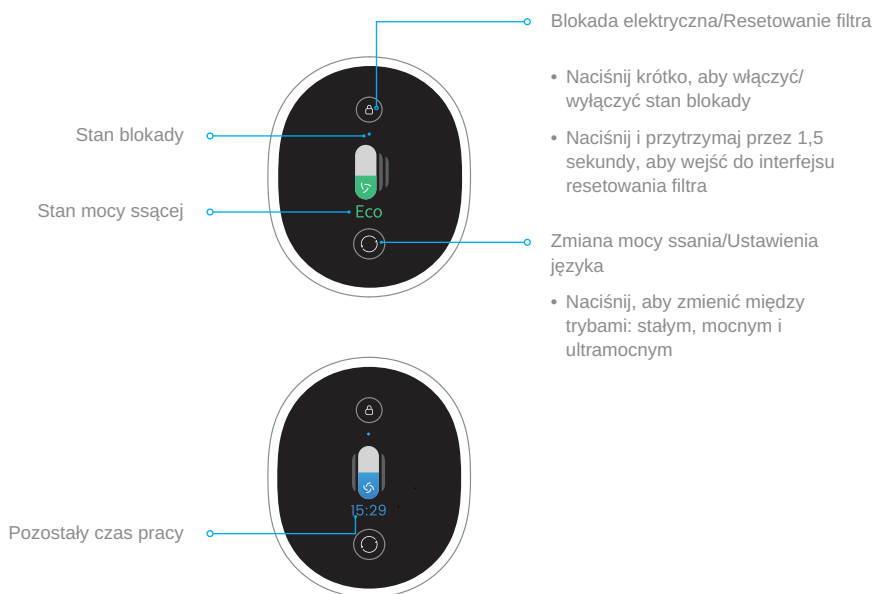 Blokada elektryczna/Resetowanie filtra
• Naciśnij krótko, aby włączyć/
wyłączyć stan blokady
• Naciśnij i przytrzymaj przez 1,5
sekundy, aby wejść do interfejsu
resetowania filtra
Stan blokady
Stan mocy ssącej
Eco
Zmiana mocy ssania/Ustawienia
języka
• Naciśnij, aby zmienić między
trybami: stałym, mocnym i
ultramocnym
15:29
Pozostały czas pracy